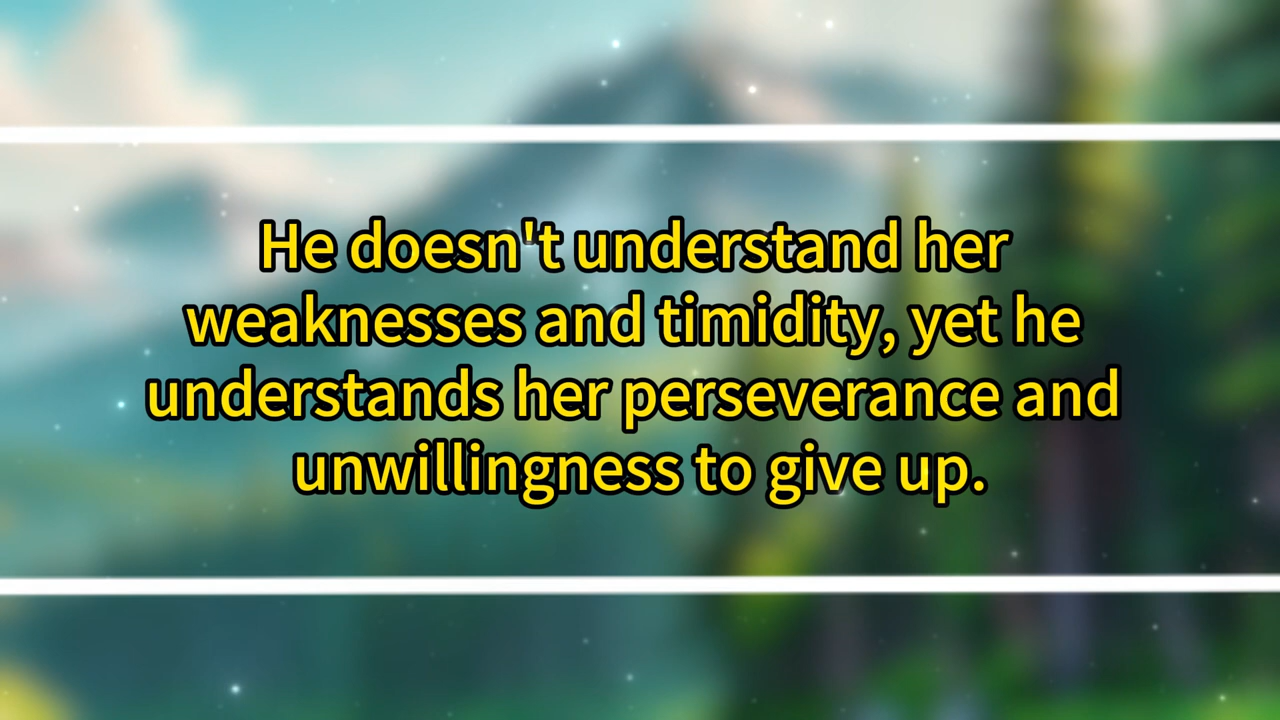 He doesn't understand her
weaknesses and timidity, yet he
understands her perseverance and
unwillingness to give up.